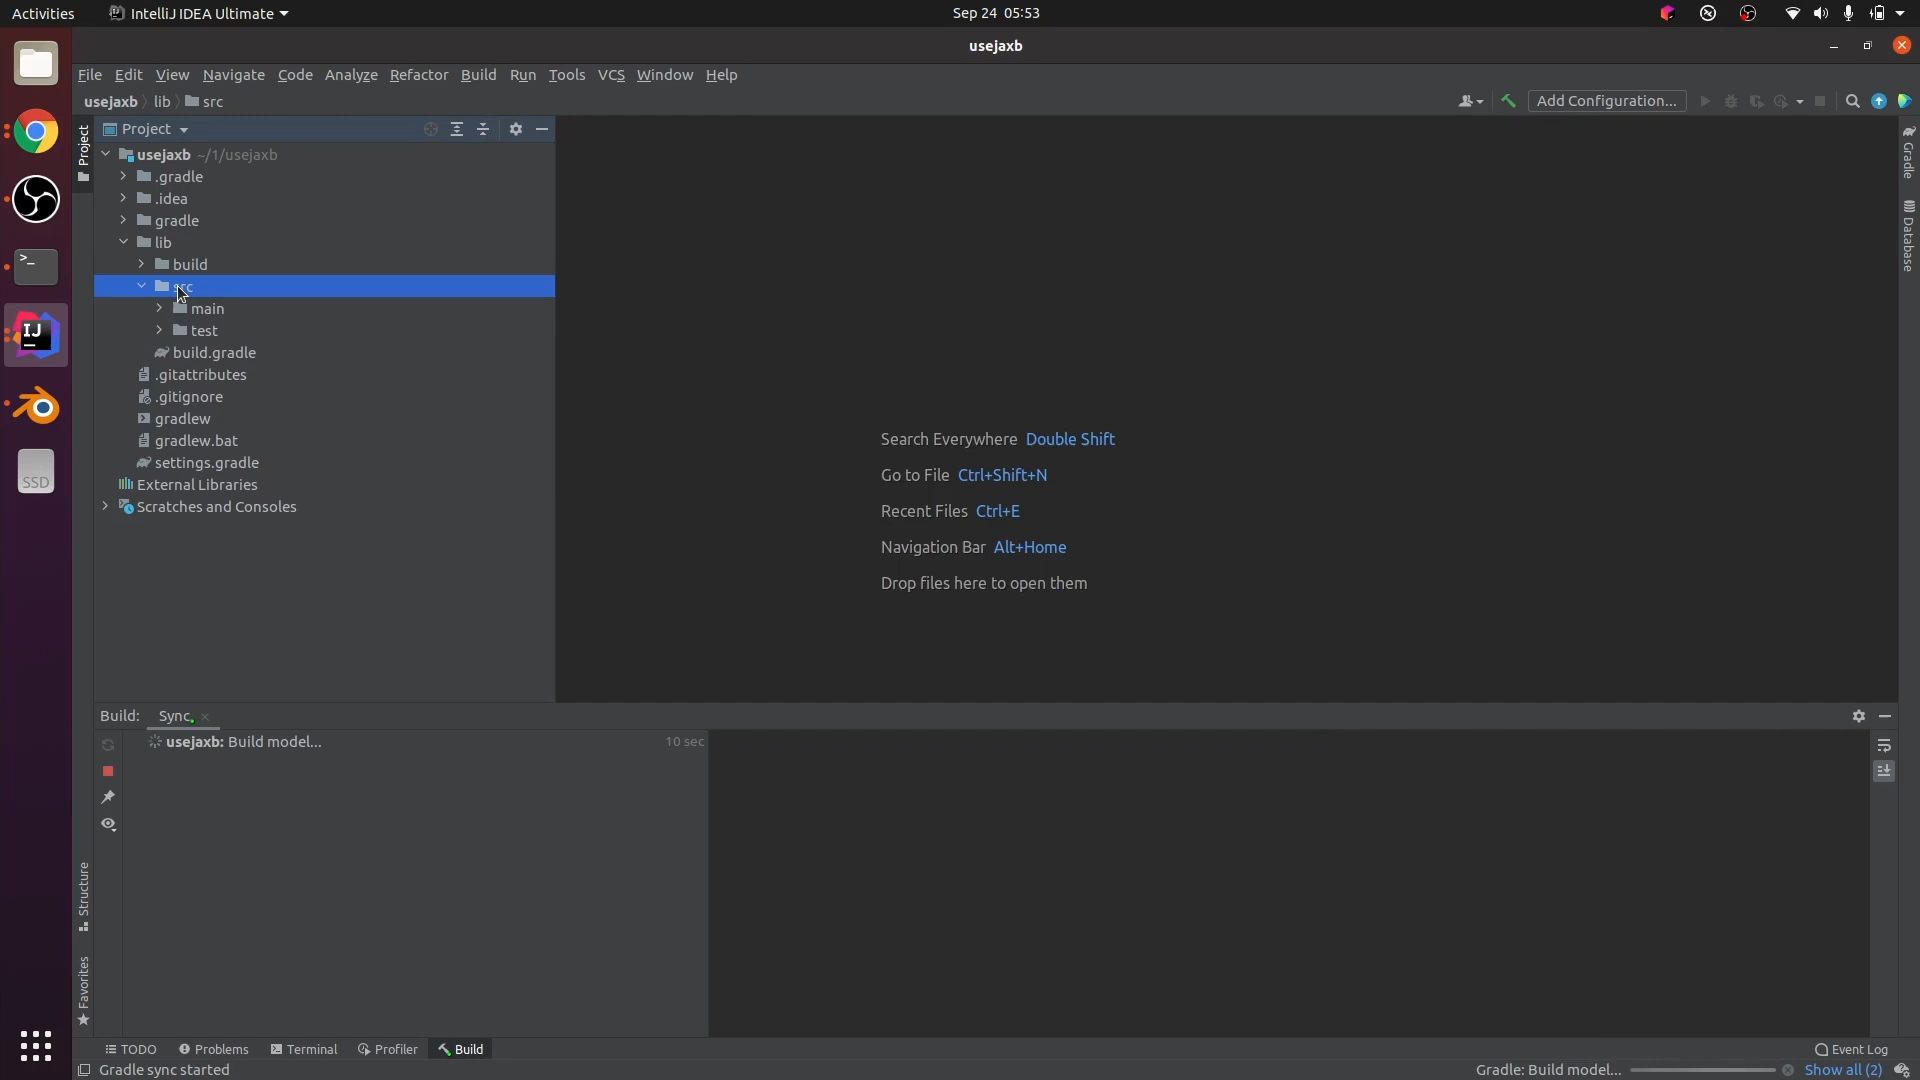 Activities
IntelliJ IDEA Ultimate
Sep 24 05:53
usejaxb
File Edit View Navigate Code Analyze Refactor Build Run Tools VCS Window Help
usejaxb lib src
Add Configuration...
Project
Project
usejaxb ~/1/usejaxb
.gradle
.idea
gradle
lib
build
src
main
test
build.gradle
.gitattributes
.gitignore
gradlew
gradlew.bat
settings.gradle
External Libraries
Scratches and Consoles
Gradle
Database
IJ
SSD
Search Everywhere Double Shift
Go to File Ctrl+Shift+N
Recent Files Ctrl+E
Navigation Bar Alt+Home
Drop files here to open them
Build: Sync
usejaxb: Build model... 10 sec
Structure
Favorites
TODO Problems Terminal Profiler Build
Event Log
Gradle sync started
Gradle: Build model...
Show all (2)